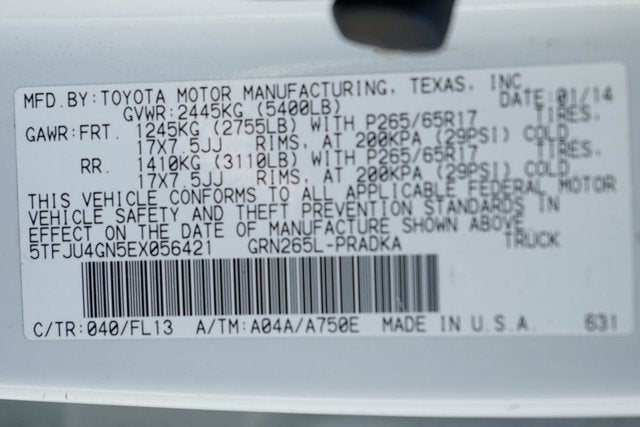 MFD.BY:TOYOTA MOTOR MANUFACTURING, TEXAS, INC.
GVWR:2445KG (5400LB) DATE:01/14
GAWR:FRT. 1245KG (2755LB) WITH P265/65R17 TIRES,
17X7.5JJ RIMS, AT 200KPA (29PSI) COLD
RR. 1410KG (3110LB) WITH P265/65R17 TIRES,
17X7.5JJ RIMS, AT 200KPA (29PSI) COLD
THIS VEHICLE CONFORMS TO ALL APPLICABLE FEDERAL MOTOR
VEHICLE SAFETY AND THEFT PREVENTION STANDARDS IN
EFFECT ON THE DATE OF MANUFACTURE SHOWN ABOVE
5TFJU4GN5EX056421 GRN265L-PRADKA TRUCK
C/TR:040/FL13 A/TM:A04A/A750E MADE IN U.S.A. 631